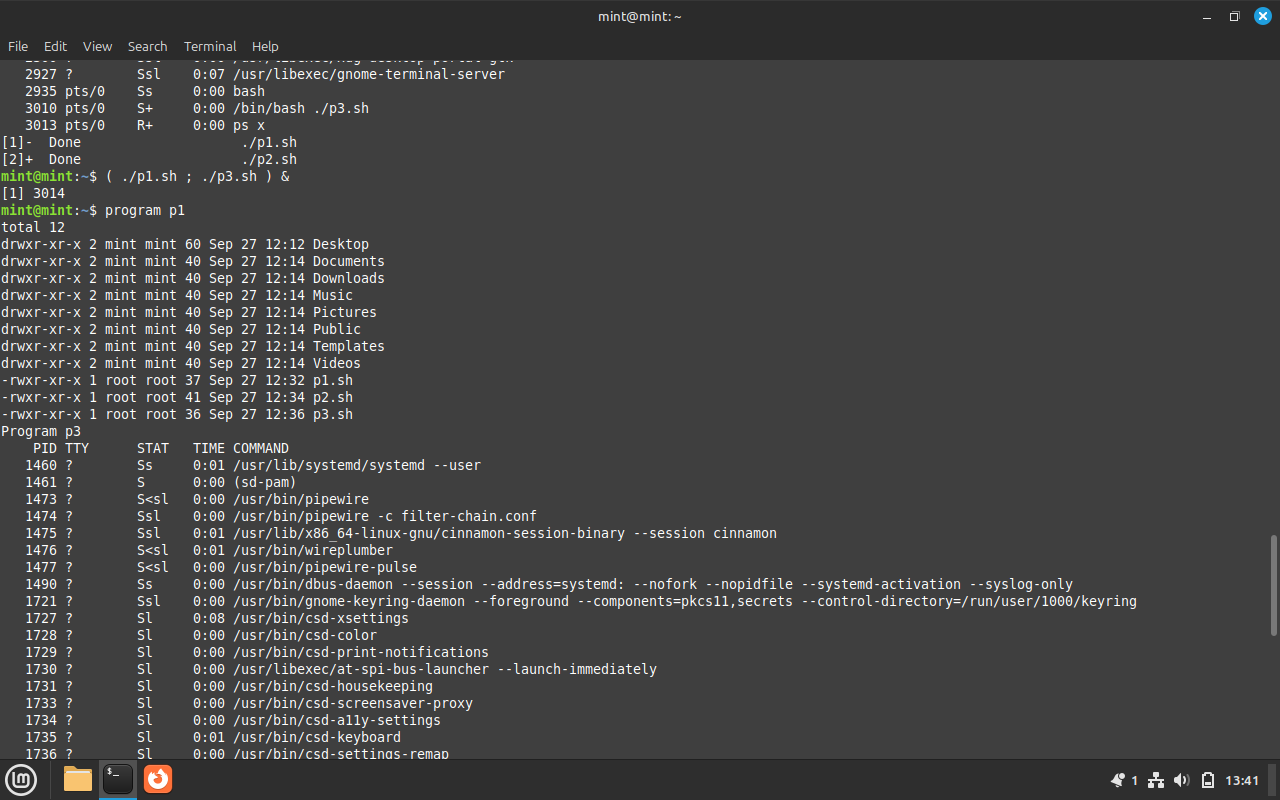 mint@mint: ~
File Edit View Search Terminal Help
2927 ? Ssl 0:07 /usr/libexec/gnome-terminal-server
2935 pts/0 Ss 0:00 bash
3010 pts/0 S+ 0:00 /bin/bash ./p3.sh
3013 pts/0 R+ 0:00 ps x
[1]- Done ./p1.sh
[2]+ Done ./p2.sh
mint@mint:~$ ( ./p1.sh ; ./p3.sh ) &
[1] 3014
mint@mint:~$ program p1
total 12
drwxr-xr-x 2 mint mint 60 Sep 27 12:12 Desktop
drwxr-xr-x 2 mint mint 40 Sep 27 12:14 Documents
drwxr-xr-x 2 mint mint 40 Sep 27 12:14 Downloads
drwxr-xr-x 2 mint mint 40 Sep 27 12:14 Music
drwxr-xr-x 2 mint mint 40 Sep 27 12:14 Pictures
drwxr-xr-x 2 mint mint 40 Sep 27 12:14 Public
drwxr-xr-x 2 mint mint 40 Sep 27 12:14 Templates
drwxr-xr-x 2 mint mint 40 Sep 27 12:14 Videos
-rwxr-xr-x 1 root root 37 Sep 27 12:32 p1.sh
-rwxr-xr-x 1 root root 41 Sep 27 12:34 p2.sh
-rwxr-xr-x 1 root root 36 Sep 27 12:36 p3.sh
Program p3
PID TTY STAT TIME COMMAND
1460 ? Ss 0:01 /usr/lib/systemd/systemd --user
1461 ? S 0:00 (sd-pam)
1473 ? S<sl 0:00 /usr/bin/pipewire
1474 ? Ssl 0:00 /usr/bin/pipewire -c filter-chain.conf
1475 ? Ssl 0:01 /usr/lib/x86_64-linux-gnu/cinnamon-session-binary --session cinnamon
1476 ? S<sl 0:01 /usr/bin/wireplumber
1477 ? S<sl 0:00 /usr/bin/pipewire-pulse
1490 ? Ss 0:00 /usr/bin/dbus-daemon --session --address=systemd: --nofork --nopidfile --systemd-activation --syslog-only
1721 ? Ssl 0:00 /usr/bin/gnome-keyring-daemon --foreground --components=pkcs11,secrets --control-directory=/run/user/1000/keyring
1727 ? Sl 0:08 /usr/bin/csd-xsettings
1728 ? Sl 0:00 /usr/bin/csd-color
1729 ? Sl 0:00 /usr/bin/csd-print-notifications
1730 ? Sl 0:00 /usr/libexec/at-spi-bus-launcher --launch-immediately
1731 ? Sl 0:00 /usr/bin/csd-housekeeping
1733 ? Sl 0:00 /usr/bin/csd-screensaver-proxy
1734 ? Sl 0:00 /usr/bin/csd-a11y-settings
1735 ? Sl 0:01 /usr/bin/csd-keyboard
1736 ? Sl 0:00 /usr/bin/csd-settings-remap
$_
lm
1
13:41